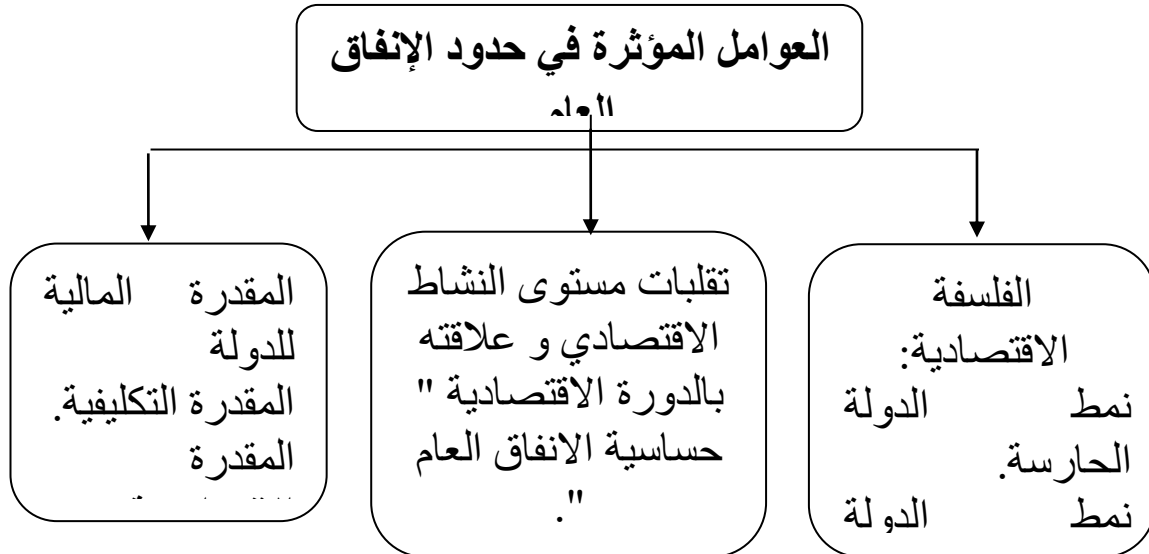 العوامل المؤثرة في حدود الإنفاق
العام
الفلسفة
الاقتصادية:
نمط الدولة
الحارسة.
نمط الدولة
تقلبات مستوى النشاط
الاقتصادي و علاقته
بالدورة الاقتصادية "
حساسية الانفاق العام
".
المقدرة المالية
للدولة
المقدرة التكليفية.
المقدرة